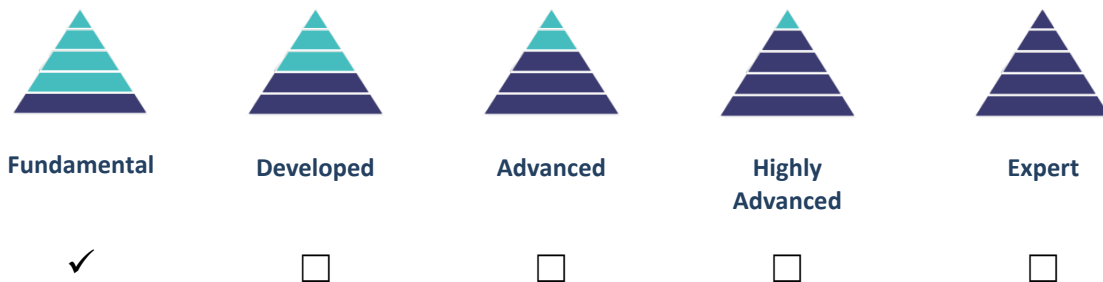 Fundamental
Developed
Advanced
Highly
Advanced
Expert
✓ ☐ ☐ ☐ ☐